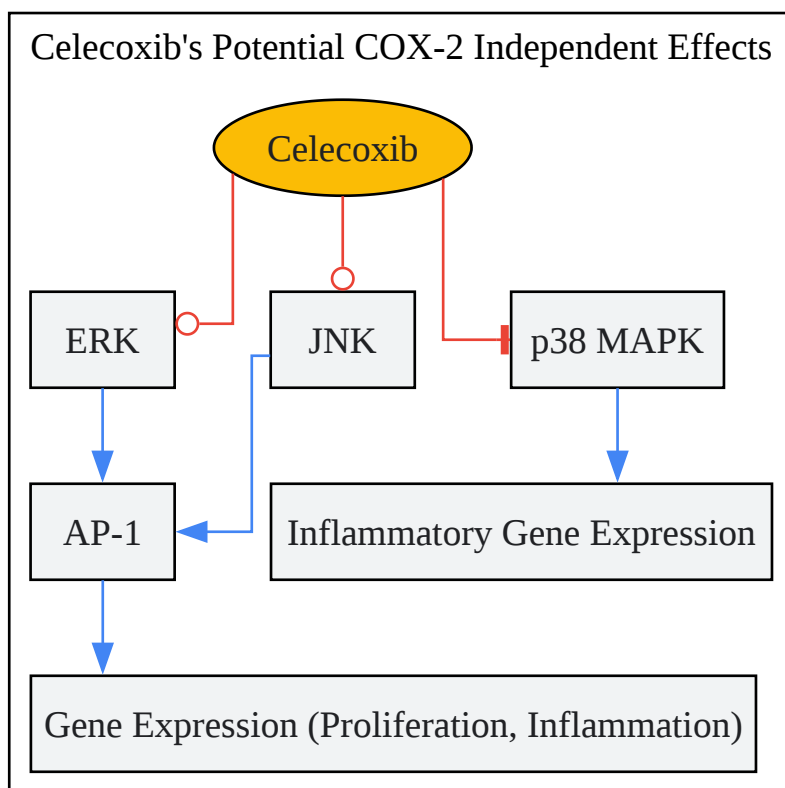 Celecoxib's Potential COX-2 Independent Effects
Celecoxib
ERK
JNK
p38 MAPK
AP-1
Inflammatory Gene Expression
Gene Expression (Proliferation, Inflammation)